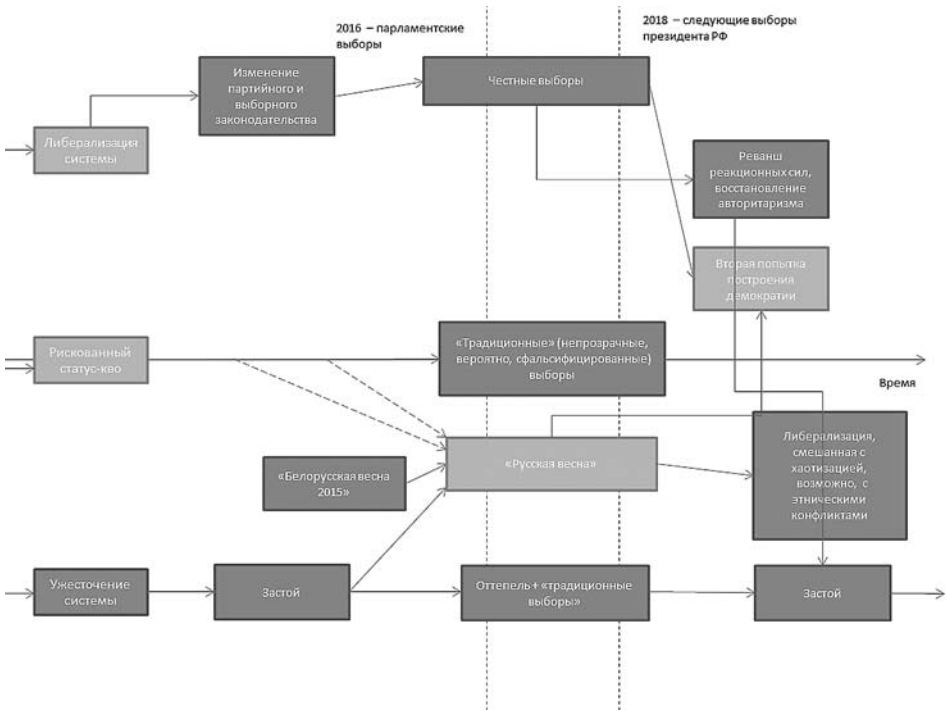 2016 – парламентские
выборы
2018 – следующие выборы
президента РФ
Изменение
партийного и
выборного
законодательства
Честные выборы
Либерализация
системы
Реванш
реакционных сил,
восстановление
авторитаризма
Вторая попытка
построения
демократии
Рискованный
статус-кво
«Традиционные» (непрозрачные,
вероятно, сфальсифицированные)
выборы
Время
«Белорусская весна
2015»
«Русская весна»
Либерализация,
смешанная с
хаотизацией,
возможно, с
этническими
конфликтами
Ужесточение
системы
Застой
Оттепель + «традиционные
выборы»
Застой